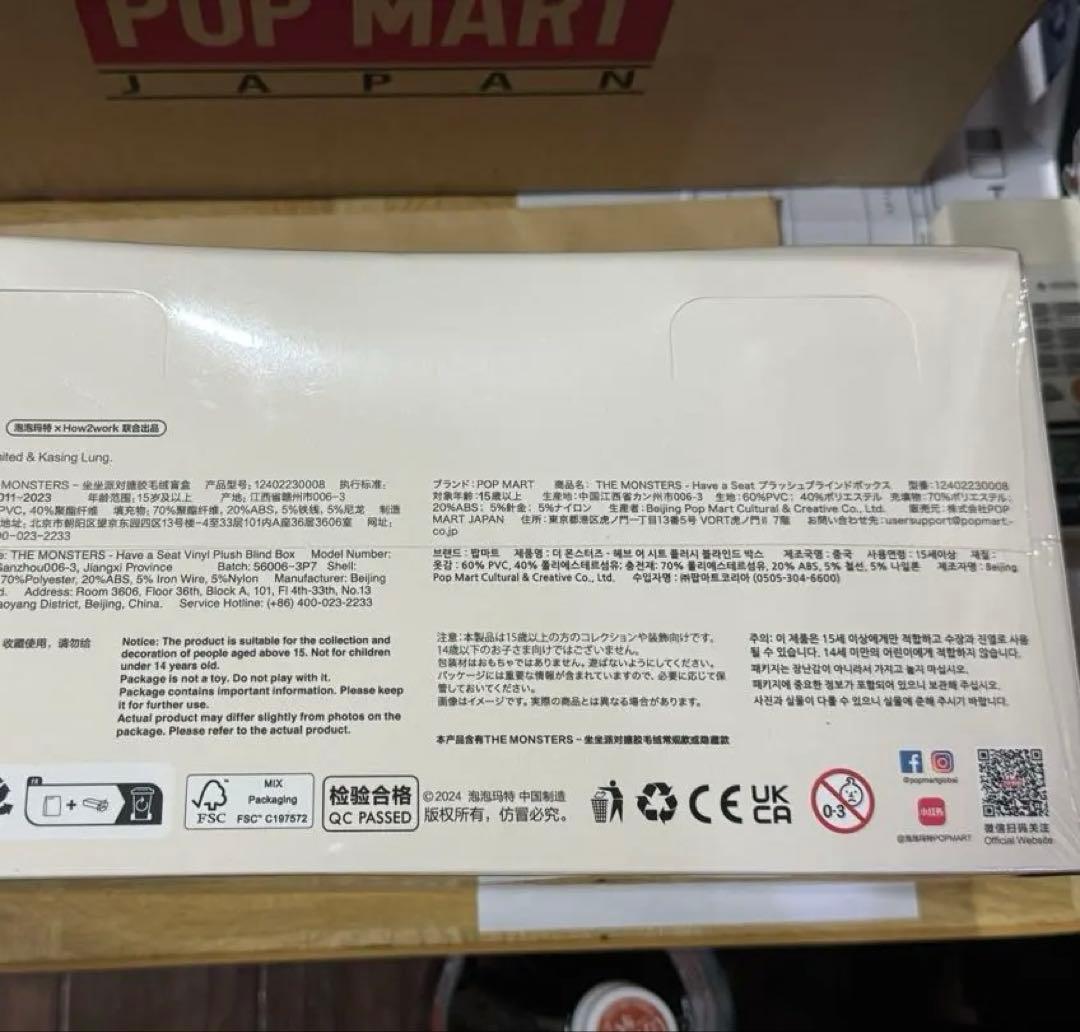 POP MART
JAPAN
泡泡玛特 × How2work 联合出品
& Kasing Lung.
MONSTERS - 坐坐派对搪胶毛绒盲盒 产品型号: 12402230008 执行标准:
011-2023 年龄范围: 15岁及以上 产地: 江西省赣州市006-3
PVC, 40%聚酯纤维 填充物: 70%聚酯纤维, 20%ABS, 5%铁线, 5%尼龙 制造
地址: 北京市朝阳区望京东园四区13号楼-4至33层101内A座36层3606室 网址:
00-023-2233
THE MONSTERS - Have a Seat Vinyl Plush Blind Box Model Number:
Ganzhou006-3, Jiangxi Province Batch: 56006-3P7 Shell:
70%Polyester, 20%ABS, 5% Iron Wire, 5%Nylon Manufacturer: Beijing
Address: Room 3606, Floor 36th, Block A, 101, Fl 4th-33th, No.13
District, Beijing, China. Service Hotline: (+86) 400-023-2233
ブランド:POP MART 商品名: THE MONSTERS - Have a Seat プラッシュブラインドボックス 型番:12402230008
対象年齢:15歳以上 生産地:中国江西省カン州市006-3 生地:60%PVC; 40%ポリエステル 充填物:70%ポリエステル;
20%ABS; 5%針金; 5%ナイロン 生産者:Beijing Pop Mart Cultural & Creative Co., Ltd. 販売元:株式会社POP
MART JAPAN 住所:東京都港区虎ノ門一丁目13番5号 VORT虎ノ門Ⅱ 7階 お問い合わせ先:usersupport@popmart.-
co.jp
브랜드: 팝마트 제품명: 더 몬스터즈 - 헤브 어 시트 플러시 블라인드 박스 제조국명: 중국 사용연령: 15세이상 재질:
옷감: 60% PVC, 40% 폴리에스테르섬유: 충전재: 70% 폴리에스테르섬유, 20% ABS, 5% 철선, 5% 나일론 제조자명: Beijing
Pop Mart Cultural & Creative Co., Ltd. 수입자명: ㈜팝마트코리아 (0505-304-6600)
收藏使用，请勿给
Notice: The product is suitable for the collection and
decoration of people aged above 15. Not for children
under 14 years old.
Package is not a toy. Do not play with it.
Package contains important information. Please keep
it for further use.
Actual product may differ slightly from photos on the
package. Please refer to the actual product.
注意:本製品は15歳以上の方のコレクションや装飾向けです。
14歳以下のお子さま向けではございません。
包装材はおもちゃではありません。遊ばないようにしてください。
パッケージには重要な情報が含まれていますので、必要に応じて保
管しておいてください。
画像はイメージです。実際の商品とは異なる場合があります。
주의: 이 제품은 15세 이상에게만 적합하고 수장과 진열로 사용
될 수 있습니다. 14세 미만의 어린이에게 적합하지 않습니다.
패키지는 장난감이 아니라서 가지고 놀지 마십시오.
패키지에 중요한 정보가 포함되어 있으니 보관해 주십시오.
사진과 실물이 다를 수 있으니 실물에 준해 주시기 바랍니다.
本产品含有THE MONSTERS - 坐坐派对搪胶毛绒常规款或隐藏款
FR
FSC
MIX
Packaging
FSC™ C197572
检验合格
QC PASSED
©2024 泡泡玛特 中国制造
版权所有，仿冒必究。
CE
UK
CA
0-3
@popmartglobal
小红书
@泡泡玛特POPMART
微信扫码关注
Official Website